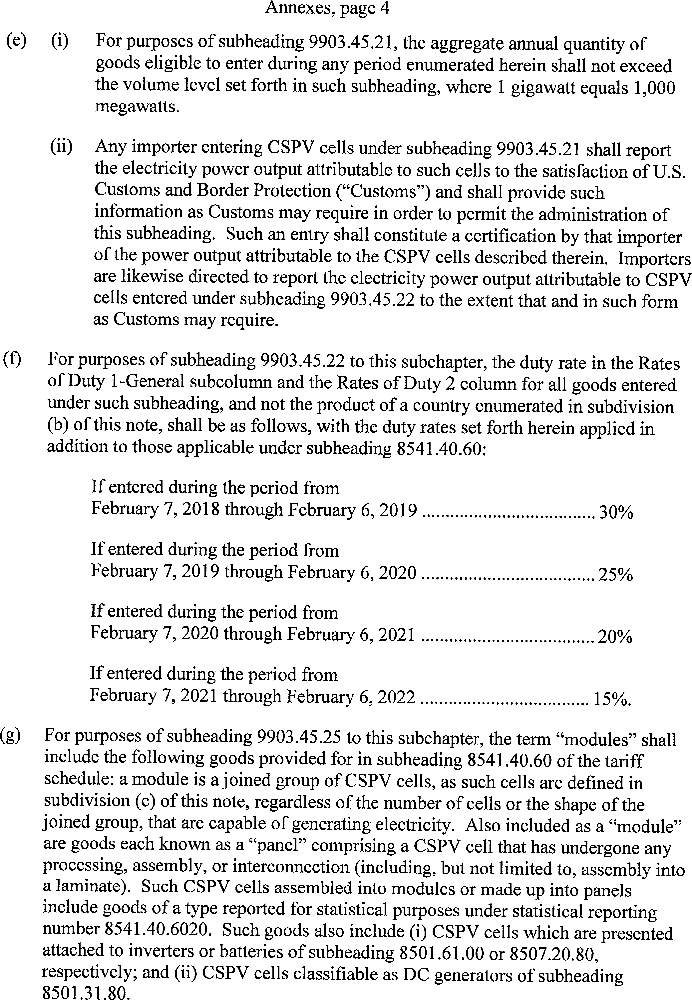 Annexes, page 4
(e) (i) For purposes of subheading 9903.45.21, the aggregate annual quantity of
goods eligible to enter during any period enumerated herein shall not exceed
the volume level set forth in such subheading, where 1 gigawatt equals 1,000
megawatts.
(ii) Any importer entering CSPV cells under subheading 9903.45.21 shall report
the electricity power output attributable to such cells to the satisfaction of U.S.
Customs and Border Protection (“Customs”) and shall provide such
information as Customs may require in order to permit the administration of
this subheading. Such an entry shall constitute a certification by that importer
of the power output attributable to the CSPV cells described therein. Importers
are likewise directed to report the electricity power output attributable to CSPV
cells entered under subheading 9903.45.22 to the extent that and in such form
as Customs may require.
(f) For purposes of subheading 9903.45.22 to this subchapter, the duty rate in the Rates
of Duty 1-General subcolumn and the Rates of Duty 2 column for all goods entered
under such subheading, and not the product of a country enumerated in subdivision
(b) of this note, shall be as follows, with the duty rates set forth herein applied in
addition to those applicable under subheading 8541.40.60:
If entered during the period from
February 7, 2018 through February 6, 2019 ..................................... 30%
If entered during the period from
February 7, 2019 through February 6, 2020 ..................................... 25%
If entered during the period from
February 7, 2020 through February 6, 2021 ..................................... 20%
If entered during the period from
February 7, 2021 through February 6, 2022 .................................... 15%.
(g) For purposes of subheading 9903.45.25 to this subchapter, the term “modules” shall
include the following goods provided for in subheading 8541.40.60 of the tariff
schedule: a module is a joined group of CSPV cells, as such cells are defined in
subdivision (c) of this note, regardless of the number of cells or the shape of the
joined group, that are capable of generating electricity. Also included as a “module”
are goods each known as a “panel” comprising a CSPV cell that has undergone any
processing, assembly, or interconnection (including, but not limited to, assembly into
a laminate). Such CSPV cells assembled into modules or made up into panels
include goods of a type reported for statistical purposes under statistical reporting
number 8541.40.6020. Such goods also include (i) CSPV cells which are presented
attached to inverters or batteries of subheading 8501.61.00 or 8507.20.80,
respectively; and (ii) CSPV cells classifiable as DC generators of subheading
8501.31.80.